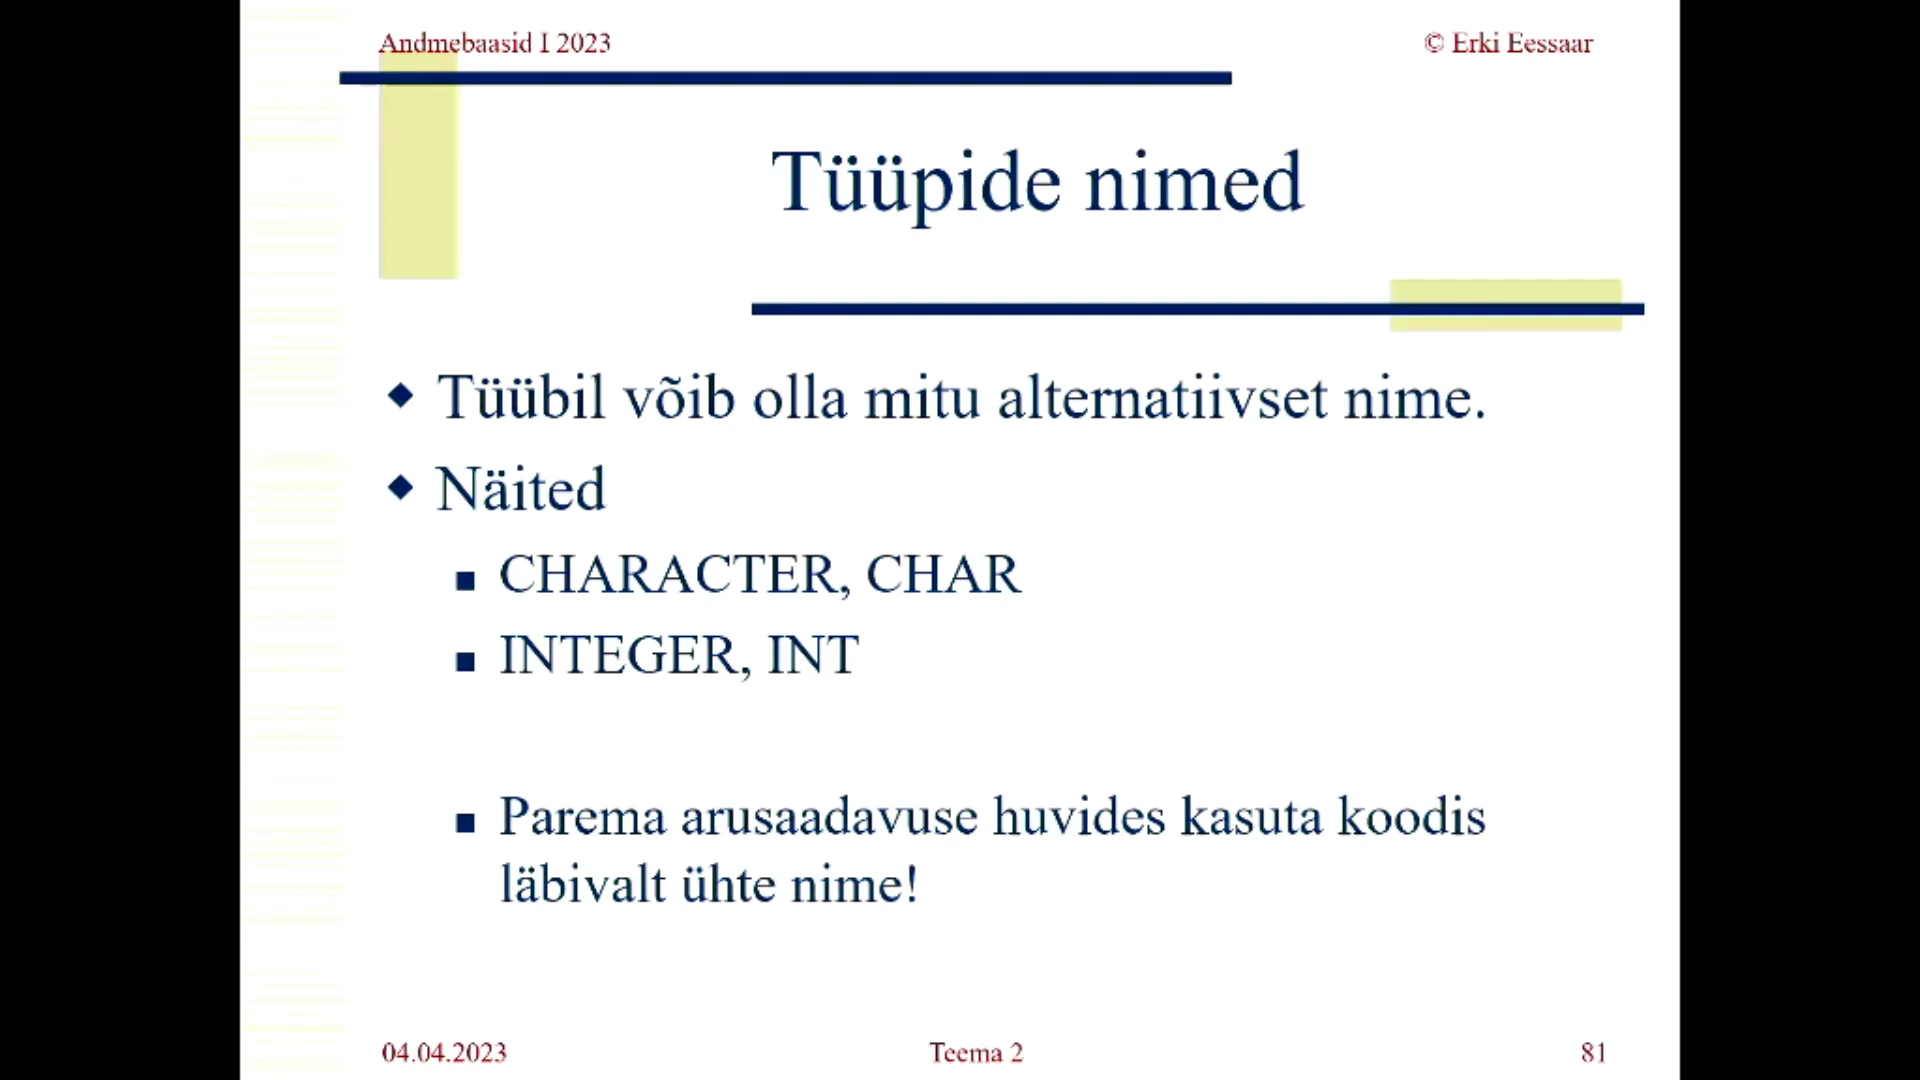 Andmebaasid I 2023
© Erki Eessaar
Tüüpide nimed
Tüübil võib olla mitu alternatiivset nime.
Näited
CHARACTER, CHAR
INTEGER, INT
Parema arusaadavuse huvides kasuta koodis
läbivalt ühte nime!
04.04.2023
Teema 2
81